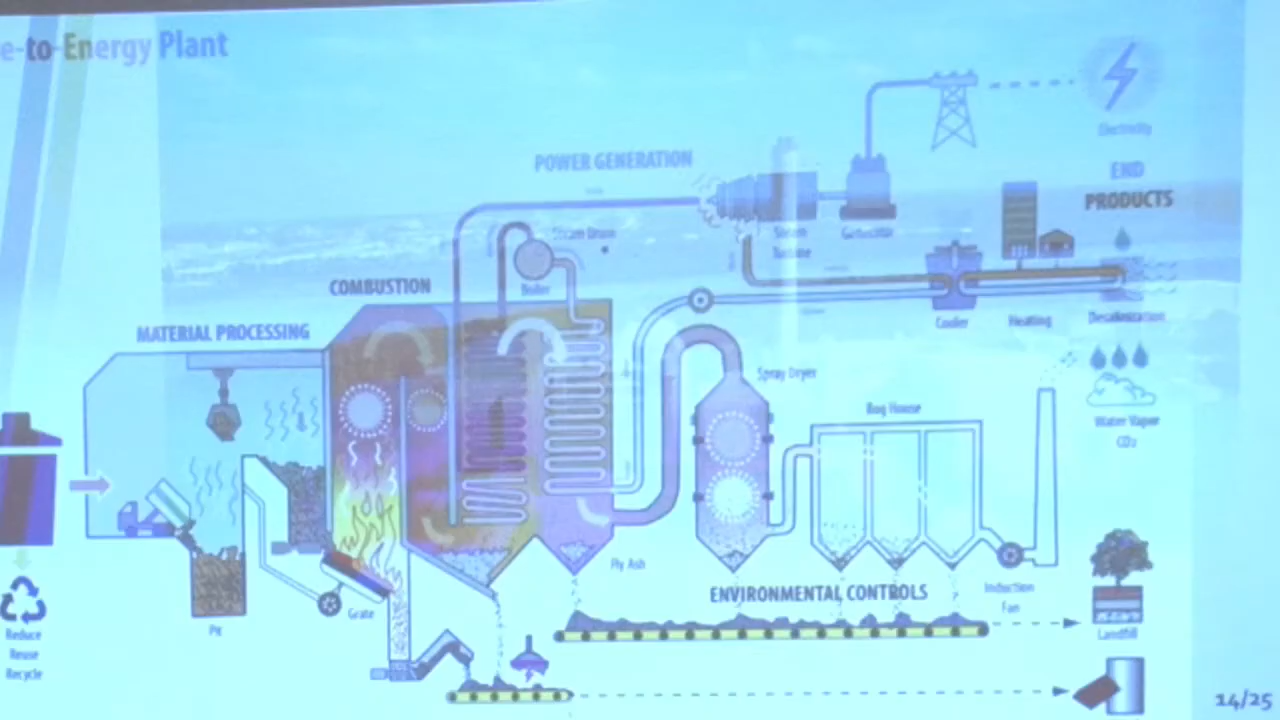 e-to-Energy Plant
Electricity
POWER GENERATION
END
PRODUCTS
Steam Drum
Steam
Turbine
Generator
Boiler
COMBUSTION
Cooler
Heating
Desalination
MATERIAL PROCESSING
Spray Dryer
Bag House
Water Vapor
CO₂
Fly Ash
ENVIRONMENTAL CONTROLS
Induction
Fan
Grate
Pit
Landfill
Reduce
Reuse
Recycle
14/25